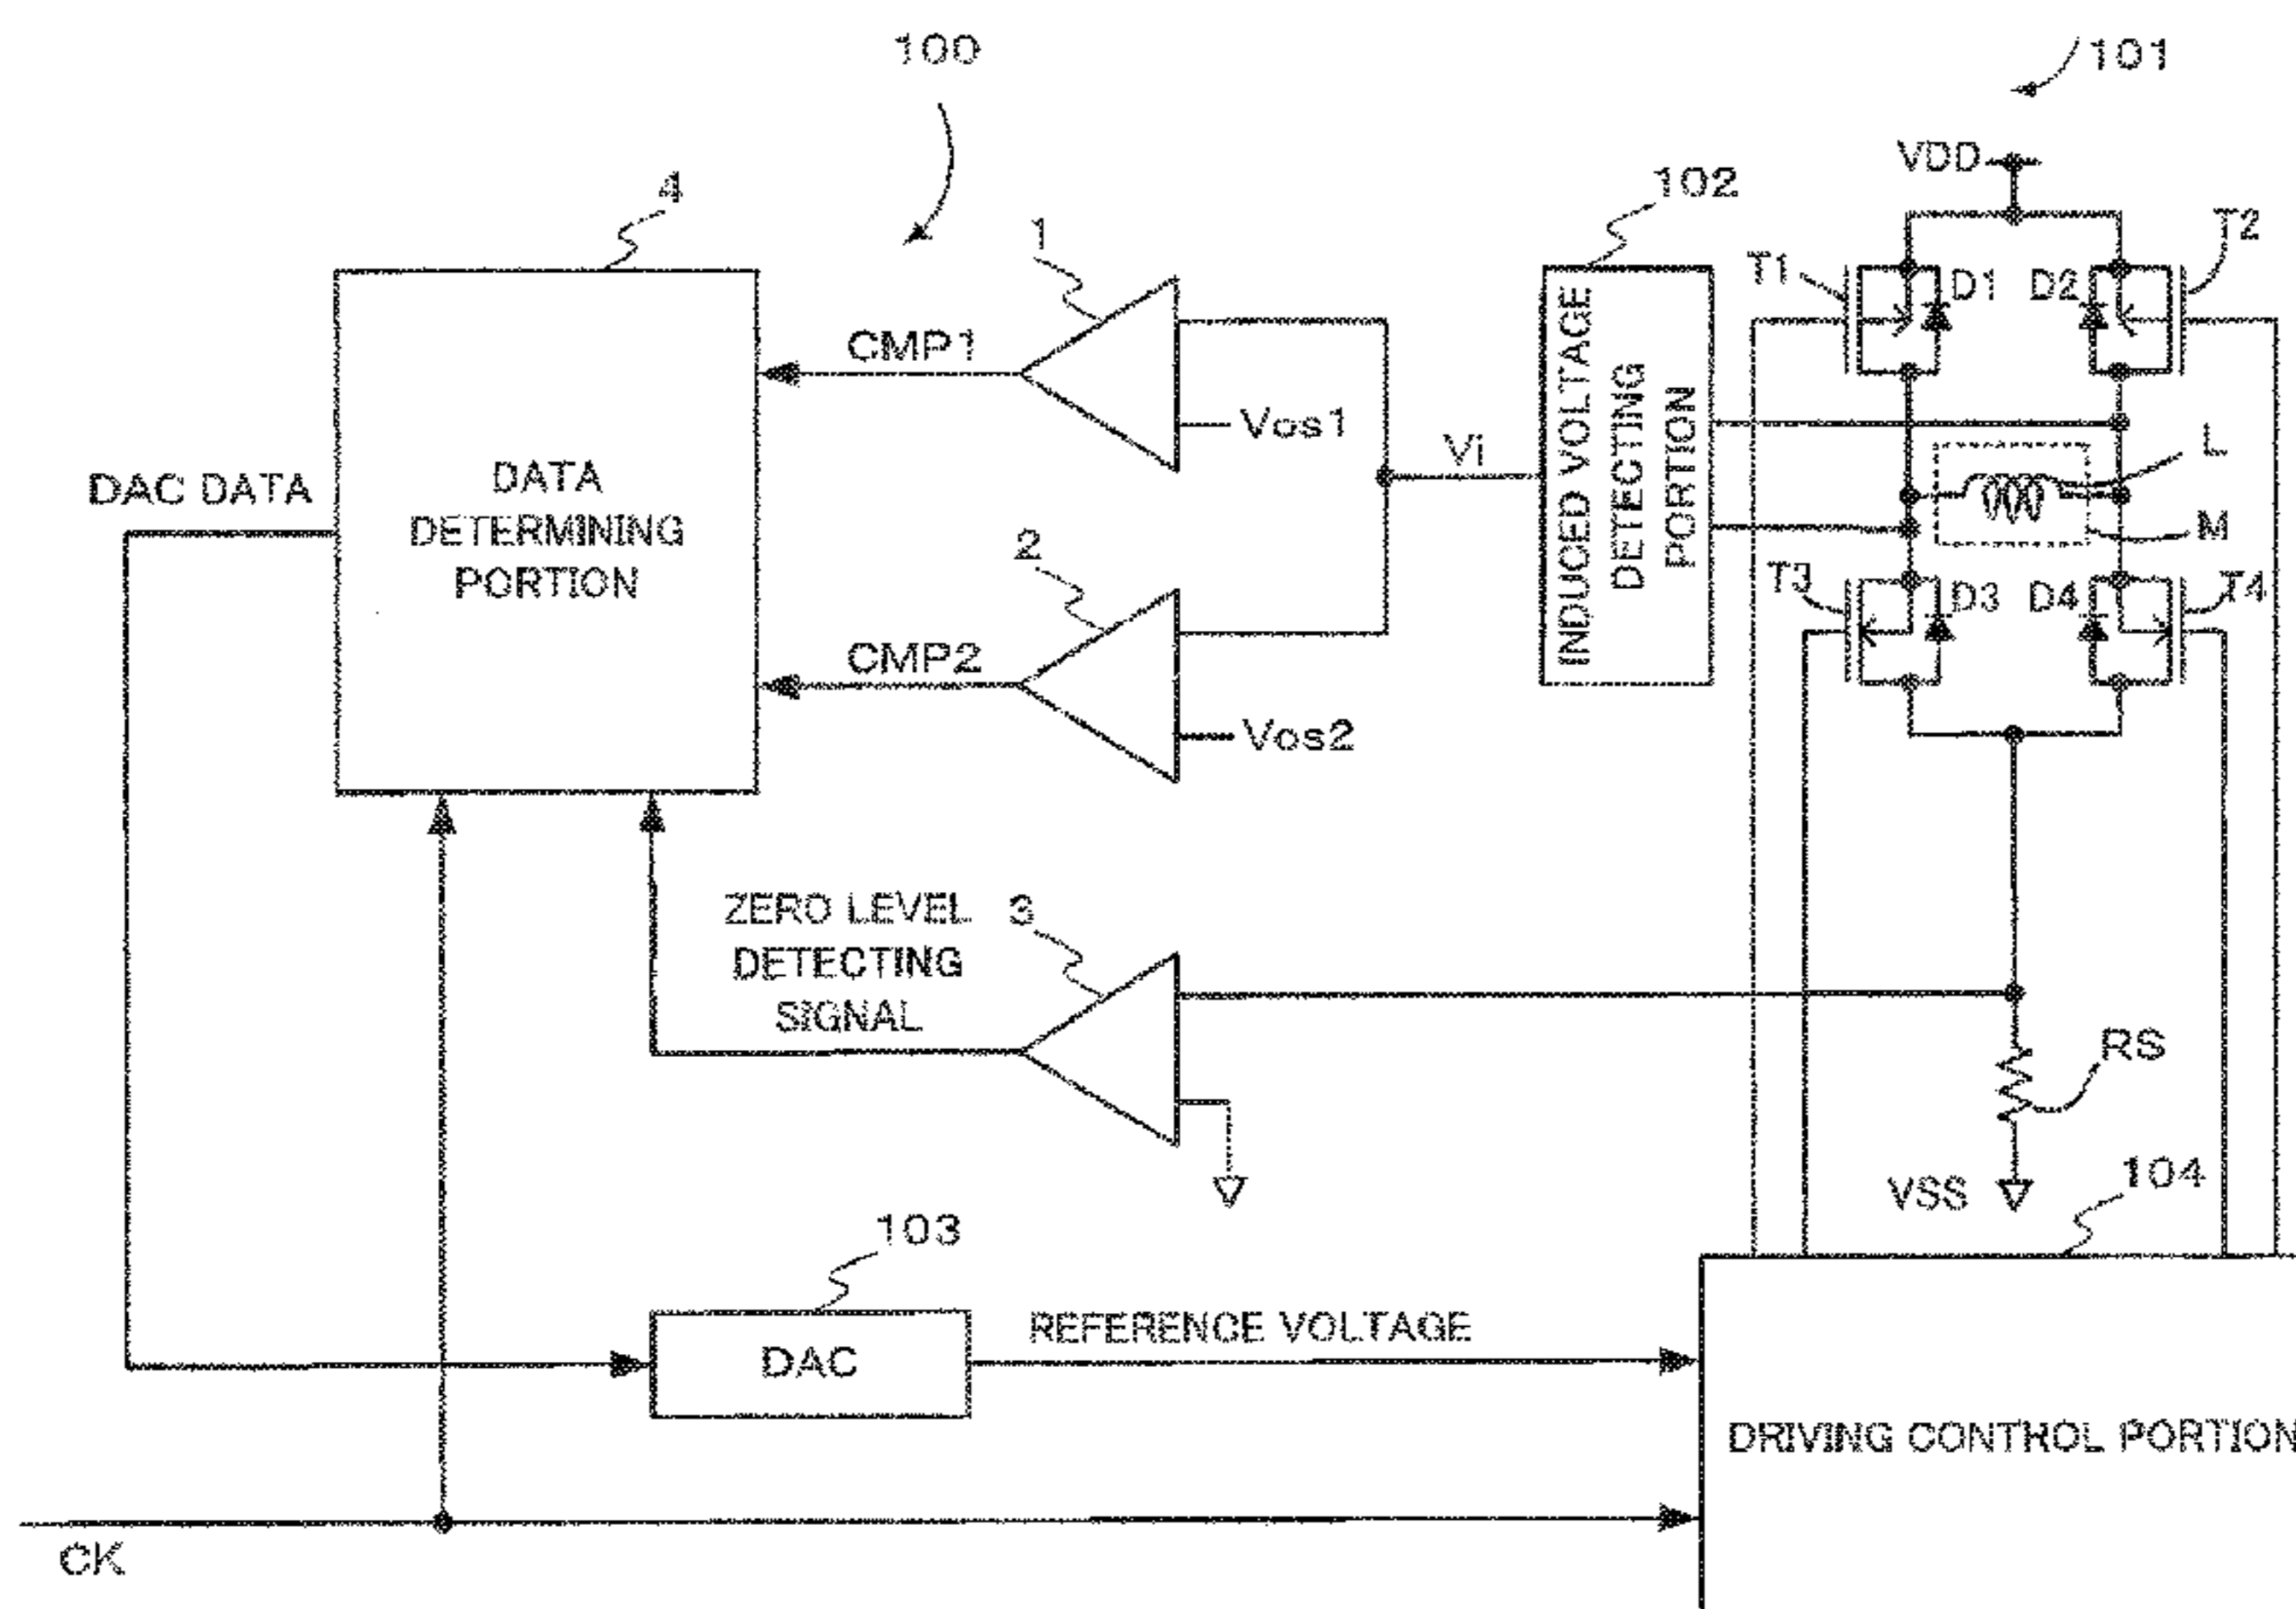 100
101
VDD
4
1
102
T1
D1
D2
T2
CMP1
Vos1
INDUCED VOLTAGE
DETECTING
PORTION
Vi
L
M
DAC DATA
DATA
DETERMINING
PORTION
2
T3
D3
D4
T4
CMP2
Vos2
ZERO LEVEL
DETECTING
SIGNAL
3
RS
VSS
104
103
DAC
REFERENCE VOLTAGE
DRIVING CONTROL PORTION
CK